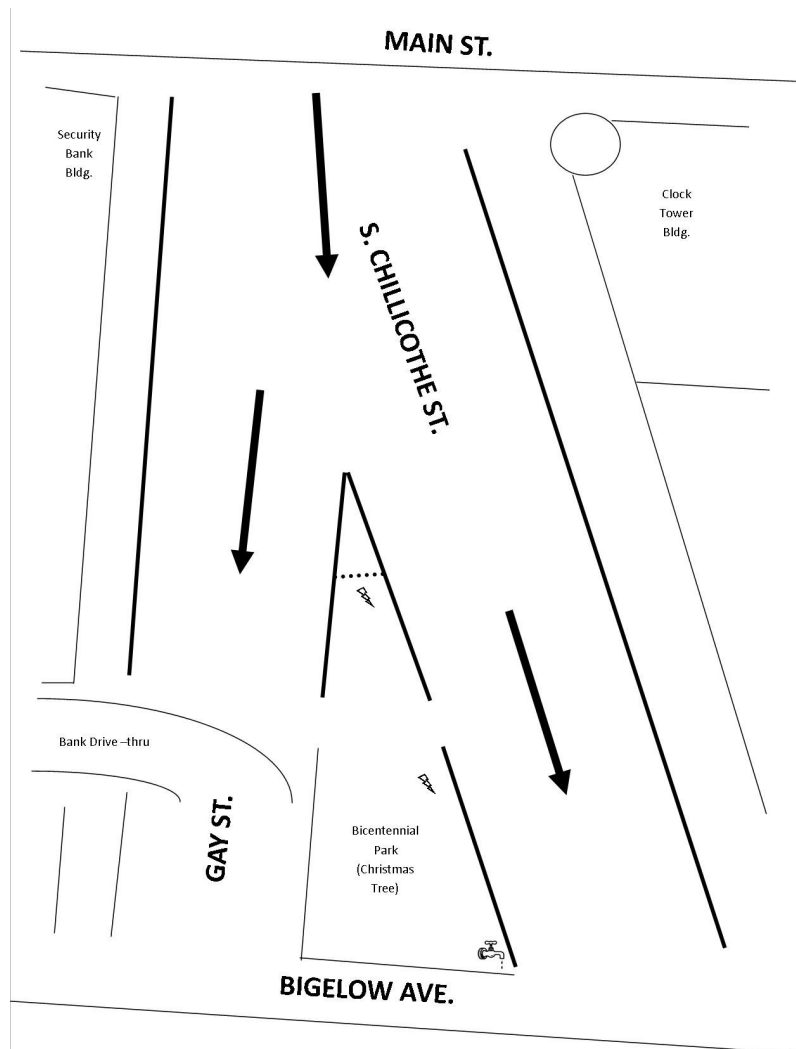 MAIN ST.
Security
Bank
Bldg.
Clock
Tower
Bldg.
S. CHILLICOTHE ST.
Bank Drive –thru
GAY ST.
Bicentennial
Park
(Christmas
Tree)
BIGELOW AVE.